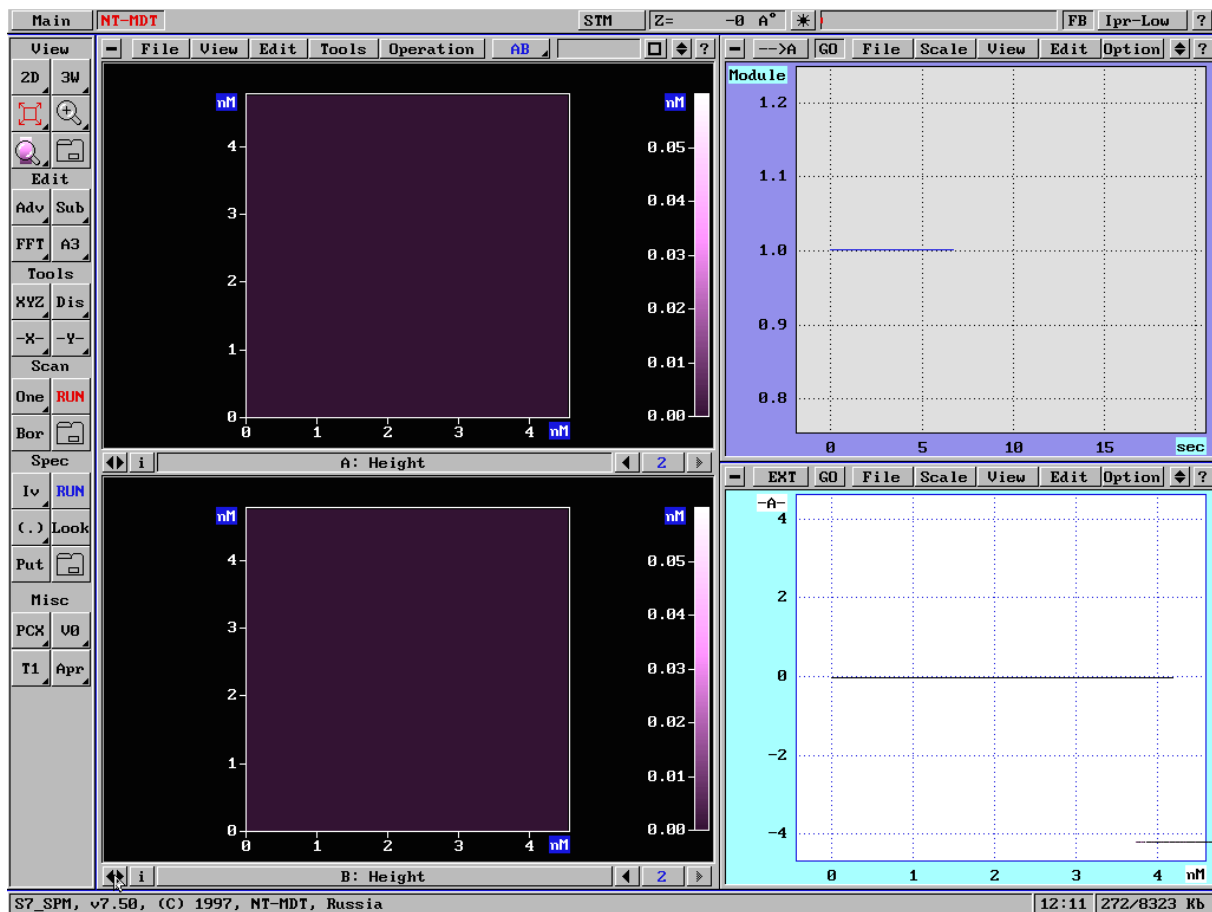 Main NT-MDT STM Z= -0 A° FB Ipr-Low ?
View
2D 3W
Edit
Adv Sub
FFT A3
Tools
XYZ Dis
-X- -Y-
Scan
One RUN
Bor
Spec
Iv RUN
(.) Look
Put
Misc
PCX V0
T1 Apr
File View Edit Tools Operation AB ?
nM nM
4
3
2
1
0
0 1 2 3 4 nM
0.05
0.04
0.03
0.02
0.01
0.00
i A: Height 2
nM nM
4
3
2
1
0
0 1 2 3 4 nM
0.05
0.04
0.03
0.02
0.01
0.00
i B: Height 2
-->A GO File Scale View Edit Option ?
Module
1.2
1.1
1.0
0.9
0.8
0 5 10 15 sec
EXT GO File Scale View Edit Option ?
-A-
4
2
0
-2
-4
0 1 2 3 4 nM
S7_SPM, v7.50, (C) 1997, NT-MDT, Russia 12:11 272/8323 Kb